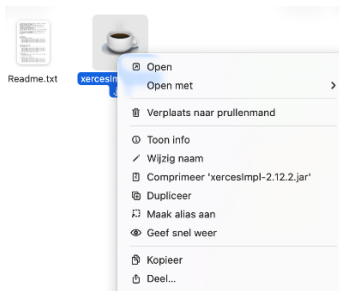 Readme.txt
xercesIm
Open
Open met
Verplaats naar prullenmand
Toon info
Wijzig naam
Comprimeer 'xercesImpl-2.12.2.jar'
Dupliceer
Maak alias aan
Geef snel weer
Kopieer
Deel...